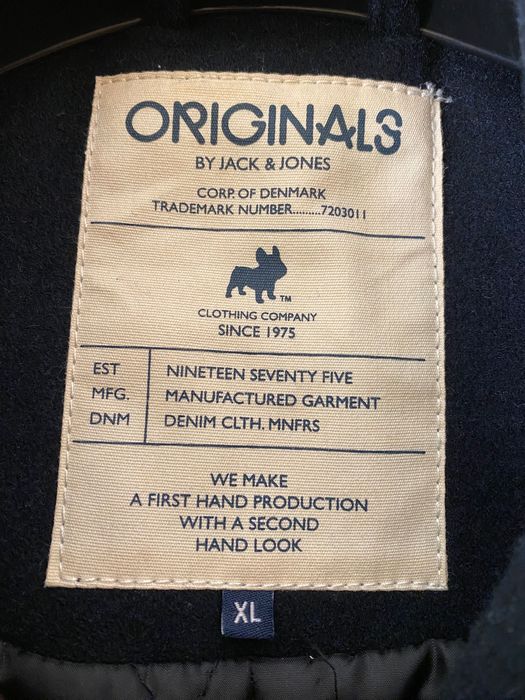 ORIGINALS
BY JACK & JONES
CORP. OF DENMARK
TRADEMARK NUMBER.........7203011
TM
CLOTHING COMPANY
SINCE 1975
EST NINETEEN SEVENTY FIVE
MFG. MANUFACTURED GARMENT
DNM DENIM CLTH. MNFRS
WE MAKE
A FIRST HAND PRODUCTION
WITH A SECOND
HAND LOOK
XL